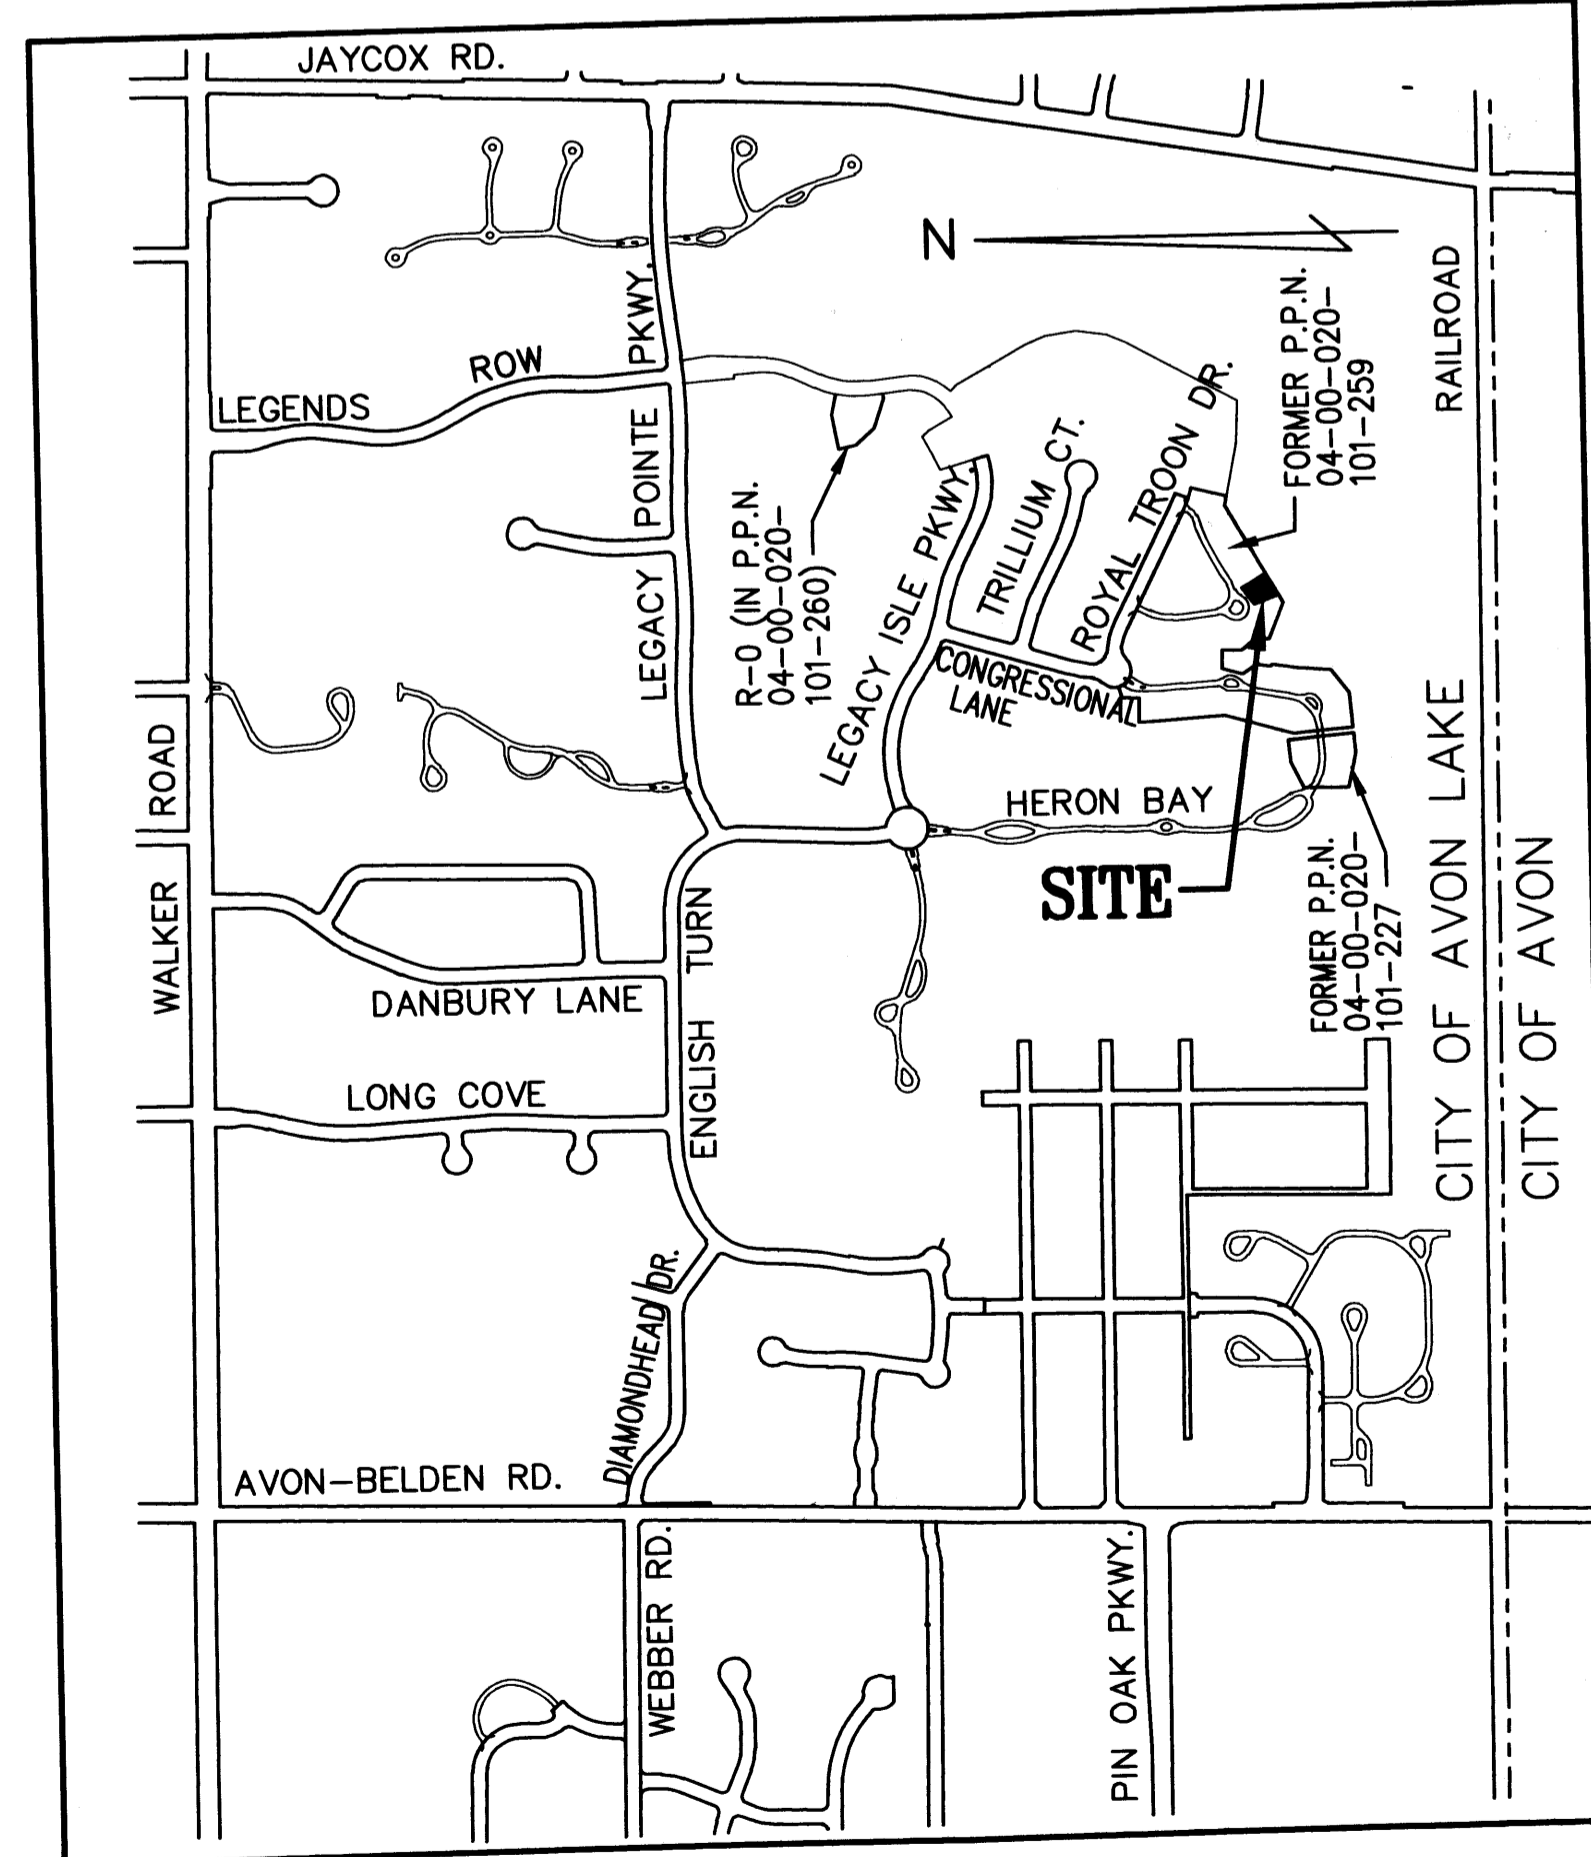 JAYCOX RD.
N
LEGENDS
ROW
LEGACY POINTE PKWY.
RAILROAD
FORMER P.P.N.
04-00-020-
101-259
R-O (IN P.P.N.
04-00-020-
101-260)
LEGACY ISLE PKWY.
TRILLIUM CT.
ROYAL TROON DR.
CONGRESSIONAL
LANE
WALKER ROAD
HERON BAY
SITE
FORMER P.P.N.
04-00-020-
101-227
DANBURY LANE
ENGLISH TURN
LONG COVE
CITY OF AVON LAKE
CITY OF AVON
DIAMONDHEAD DR.
AVON-BELDEN RD.
WEBBER RD.
PIN OAK PKWY.